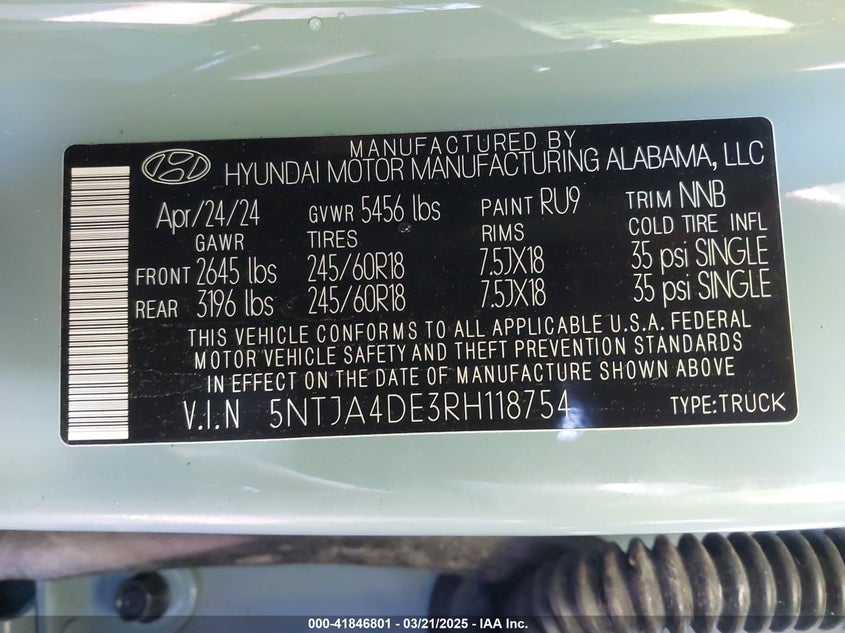 MANUFACTURED BY
HYUNDAI MOTOR MANUFACTURING ALABAMA, LLC
Apr/24/24 GVWR 5456 lbs PAINT RU9 TRIM NNB
GAWR TIRES RIMS COLD TIRE INFL
FRONT 2645 lbs 245/60R18 7.5JX18 35 psi SINGLE
REAR 3196 lbs 245/60R18 7.5JX18 35 psi SINGLE
THIS VEHICLE CONFORMS TO ALL APPLICABLE U.S.A. FEDERAL
MOTOR VEHICLE SAFETY AND THEFT PREVENTION STANDARDS
IN EFFECT ON THE DATE OF MANUFACTURE SHOWN ABOVE
V.I.N 5NTJA4DE3RH118754 TYPE:TRUCK
000-41846801 - 03/21/2025 - IAA Inc.